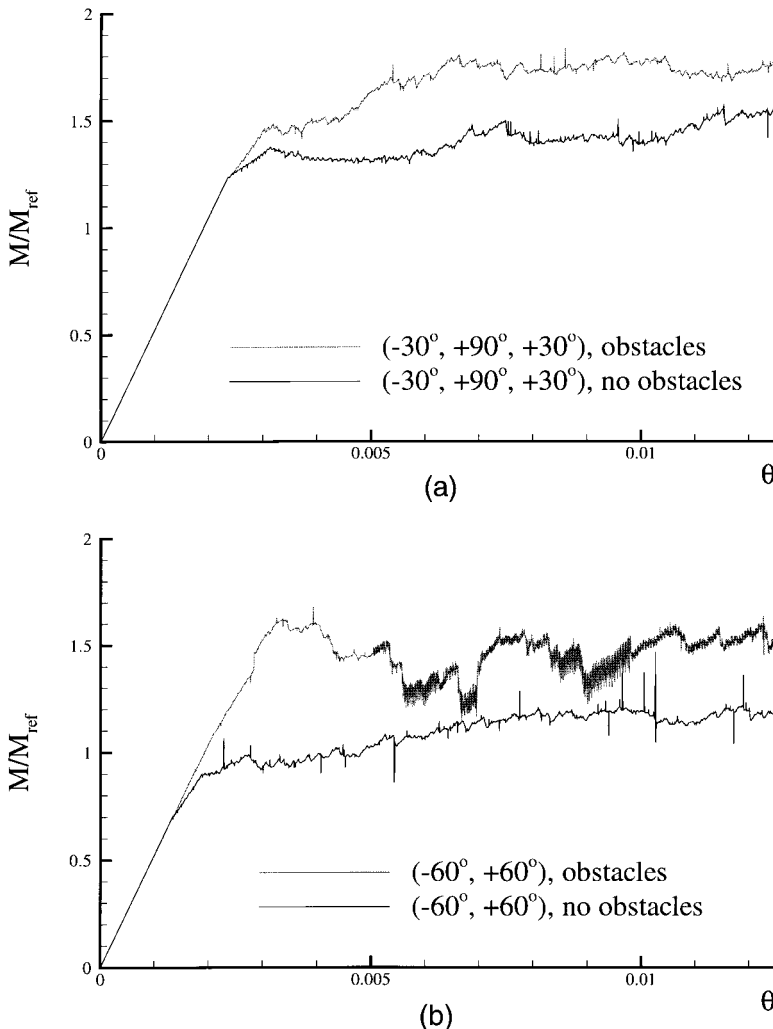 2
1.5
M/M_ref
1
0.5
(-30°, +90°, +30°), obstacles
(-30°, +90°, +30°), no obstacles
0
0 0.005 0.01 θ
(a)
2
1.5
M/M_ref
1
0.5
(-60°, +60°), obstacles
(-60°, +60°), no obstacles
0
0 0.005 0.01 θ
(b)